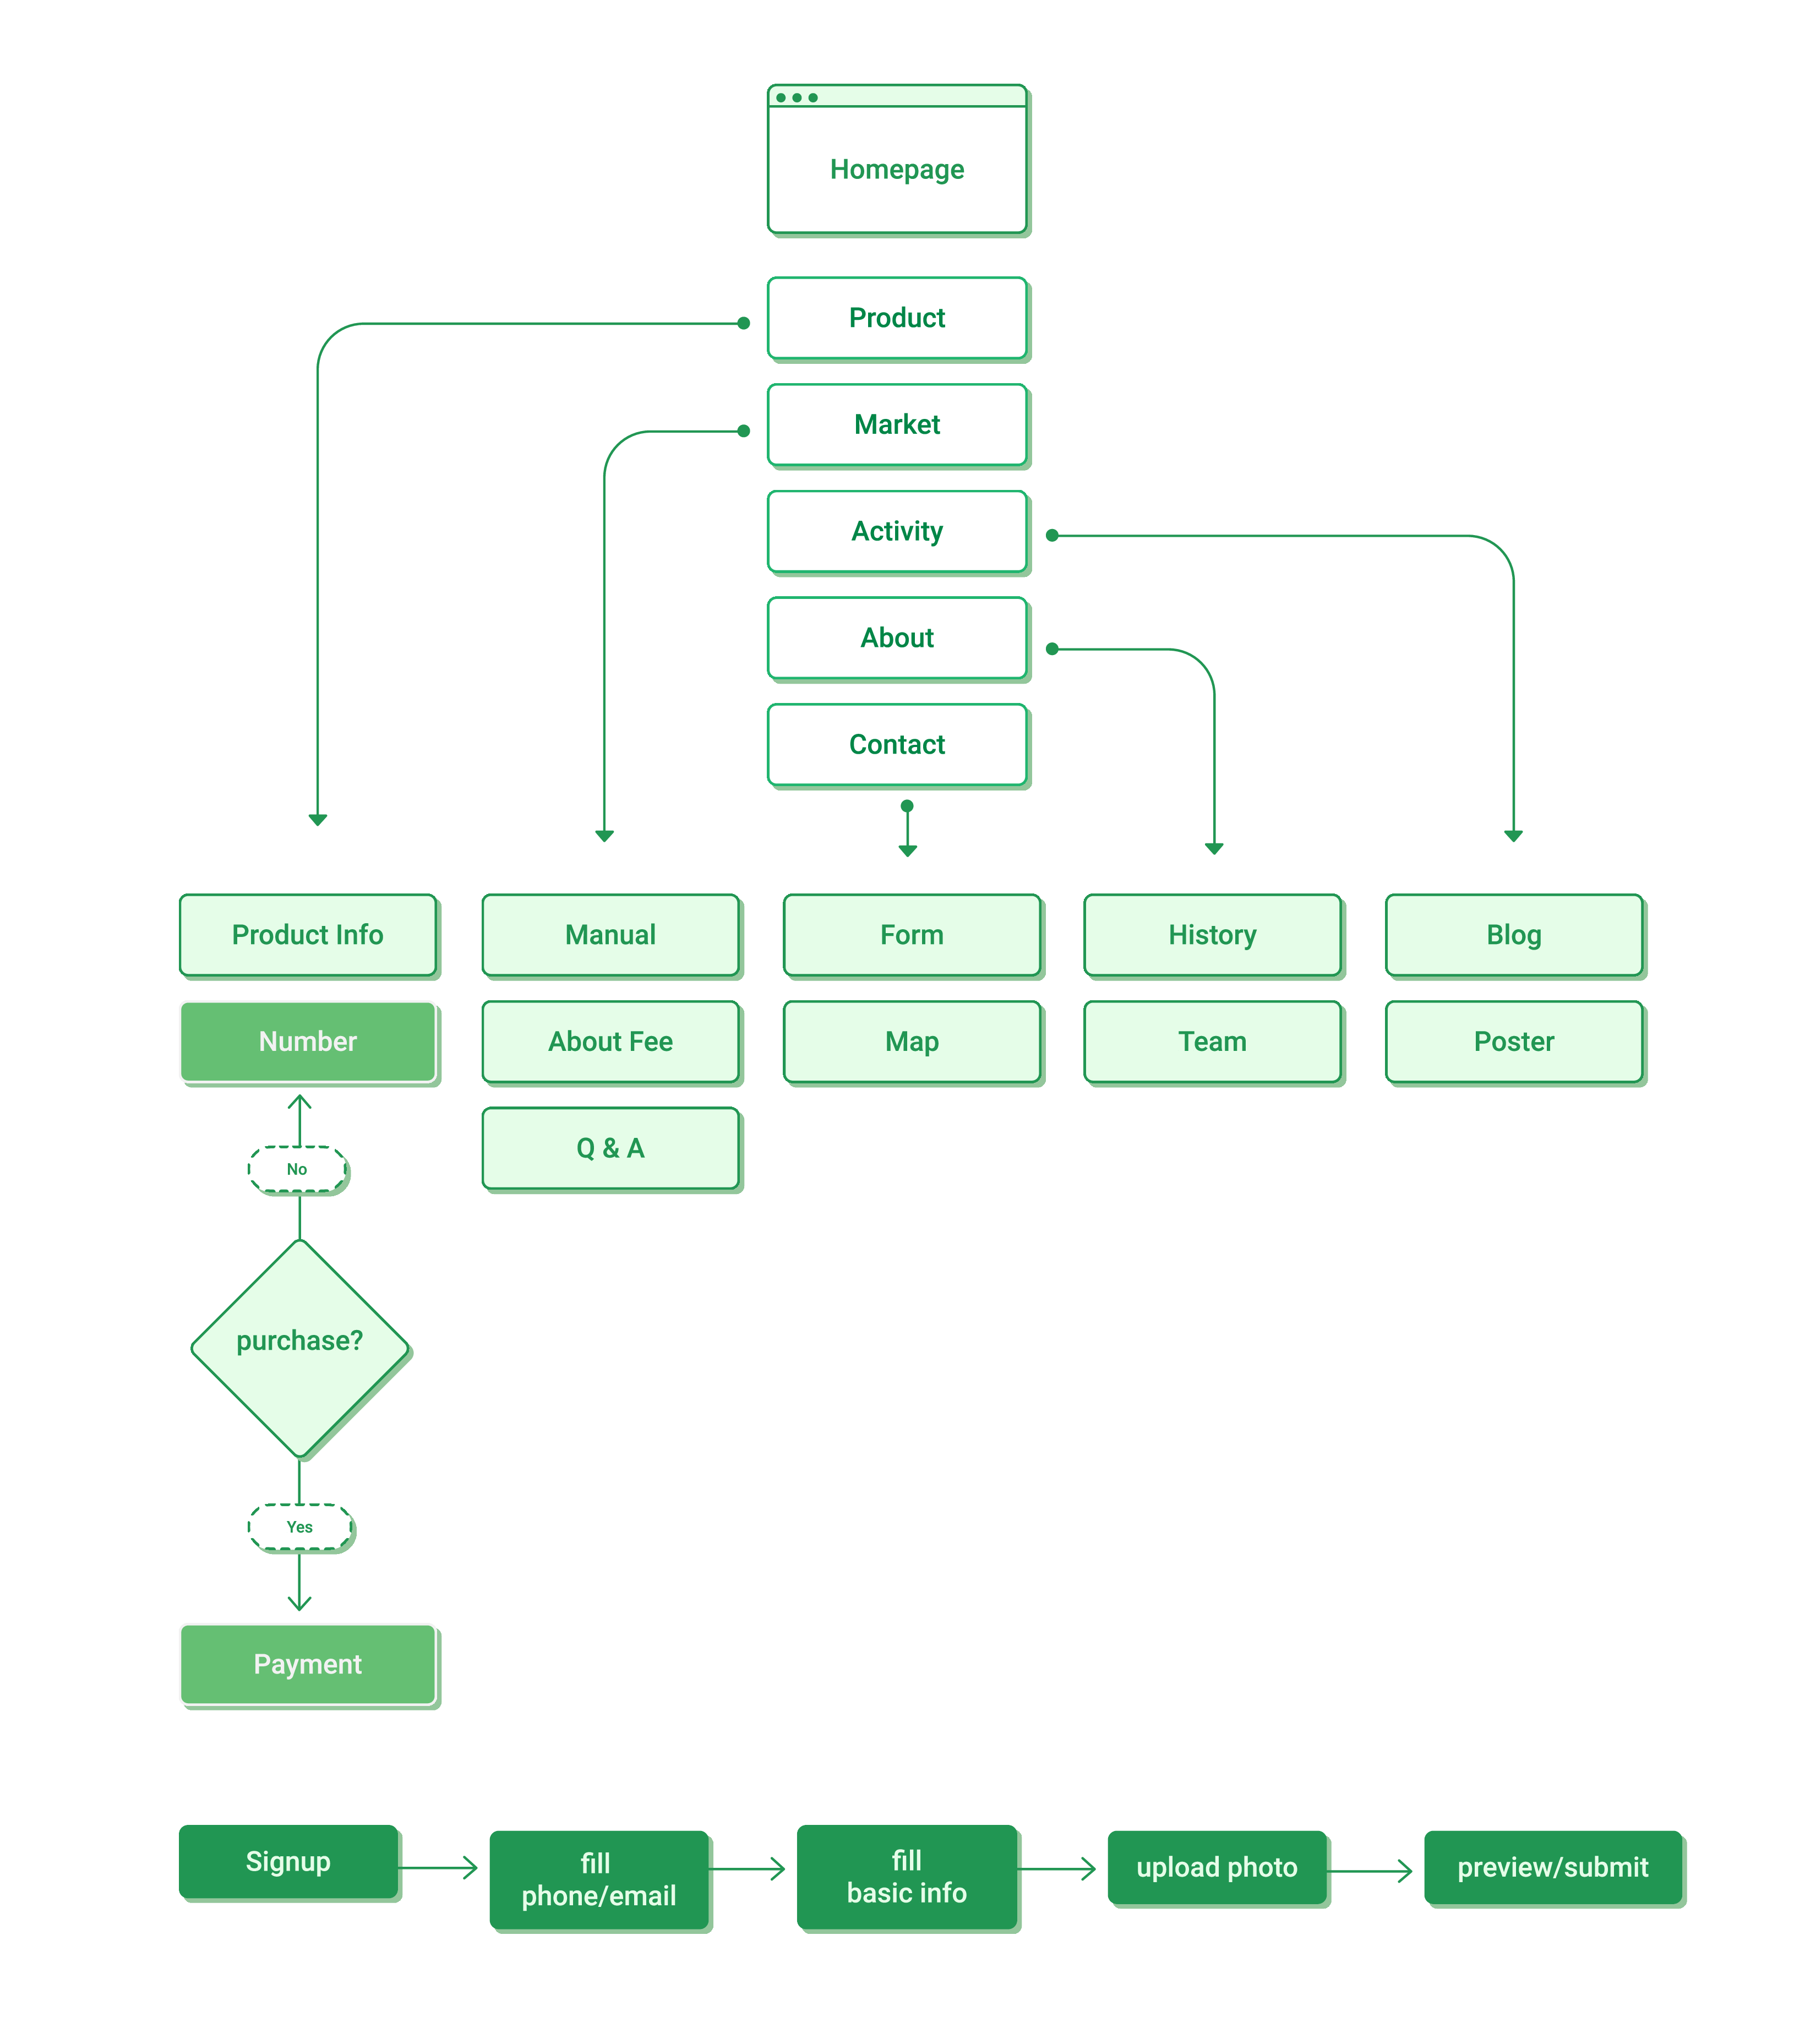 Homepage
Product
Market
Activity
About
Contact
Product Info
Manual
Form
History
Blog
Number
About Fee
Map
Team
Poster
Q & A
No
purchase?
Yes
Payment
Signup
fill
phone/email
fill
basic info
upload photo
preview/submit